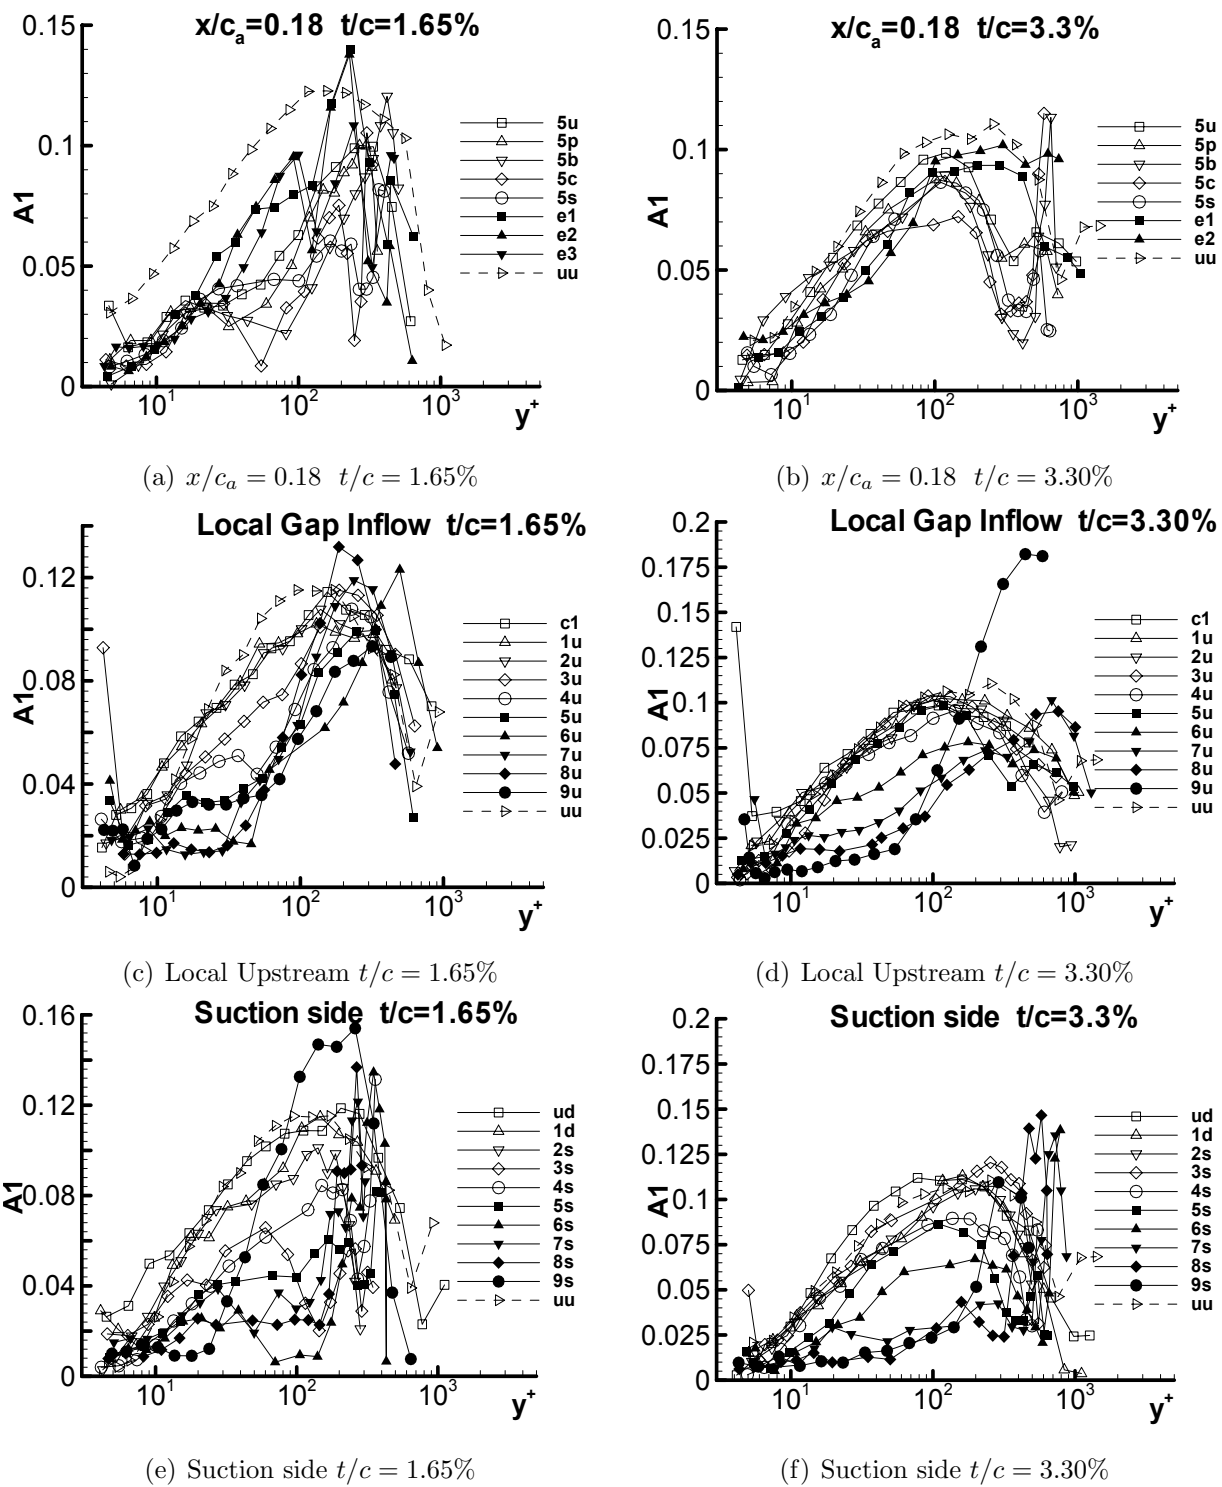 x/ca=0.18 t/c=1.65%
0.15
0.1
0.05
0
A1
10^1
10^2
10^3
y+
5u
5p
5b
5c
5s
e1
e2
e3
uu
(a) x/ca = 0.18 t/c = 1.65%
x/ca=0.18 t/c=3.3%
0.15
0.1
0.05
0
A1
10^1
10^2
10^3
y+
5u
5p
5b
5c
5s
e1
e2
uu
(b) x/ca = 0.18 t/c = 3.30%
Local Gap Inflow t/c=1.65%
0.12
0.08
0.04
0
A1
10^1
10^2
10^3
y+
c1
1u
2u
3u
4u
5u
6u
7u
8u
9u
uu
(c) Local Upstream t/c = 1.65%
Local Gap Inflow t/c=3.30%
0.2
0.175
0.15
0.125
0.1
0.075
0.05
0.025
0
A1
10^1
10^2
10^3
y+
c1
1u
2u
3u
4u
5u
6u
7u
8u
9u
uu
(d) Local Upstream t/c = 3.30%
Suction side t/c=1.65%
0.16
0.12
0.08
0.04
0
A1
10^1
10^2
10^3
y+
ud
1d
2s
3s
4s
5s
6s
7s
8s
9s
uu
(e) Suction side t/c = 1.65%
Suction side t/c=3.3%
0.2
0.175
0.15
0.125
0.1
0.075
0.05
0.025
0
A1
10^1
10^2
10^3
y+
ud
1d
2s
3s
4s
5s
6s
7s
8s
9s
uu
(f) Suction side t/c = 3.30%